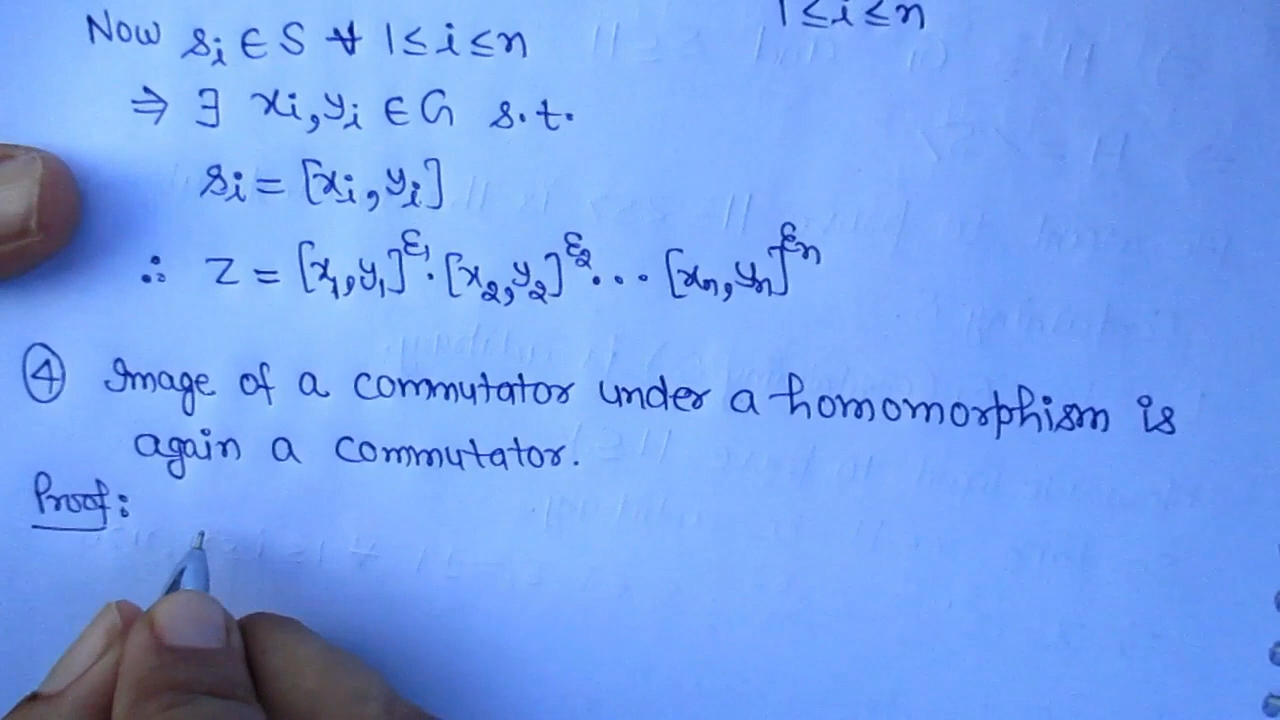 1≤i≤n
Now si ∈ S ∀ 1≤i≤n
⇒ ∃ xi, yi ∈ G s.t.
si = [xi, yi]
∴ z = [x1, y1]^ε1 · [x2, y2]^ε2 ... [xn, yn]^εn
④ Image of a commutator under a homomorphism is
again a commutator.
Proof: